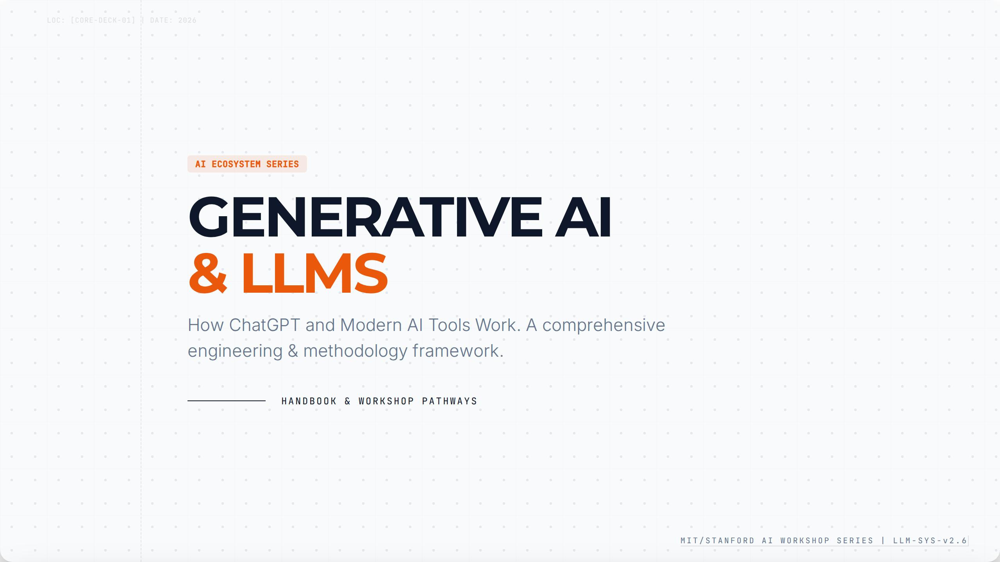 LOC: [CORE-DECK-01] | DATE: 2026
AI ECOSYSTEM SERIES
GENERATIVE AI
& LLMS
How ChatGPT and Modern AI Tools Work. A comprehensive
engineering & methodology framework.
HANDBOOK & WORKSHOP PATHWAYS
MIT/STANFORD AI WORKSHOP SERIES | LLM-SYS-v2.6